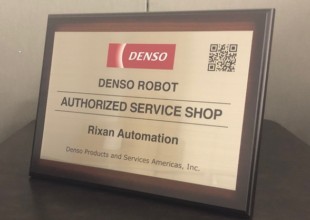 DENSO
DENSO ROBOT
AUTHORIZED SERVICE SHOP
Rixan Automation
Denso Products and Services Americas, Inc.